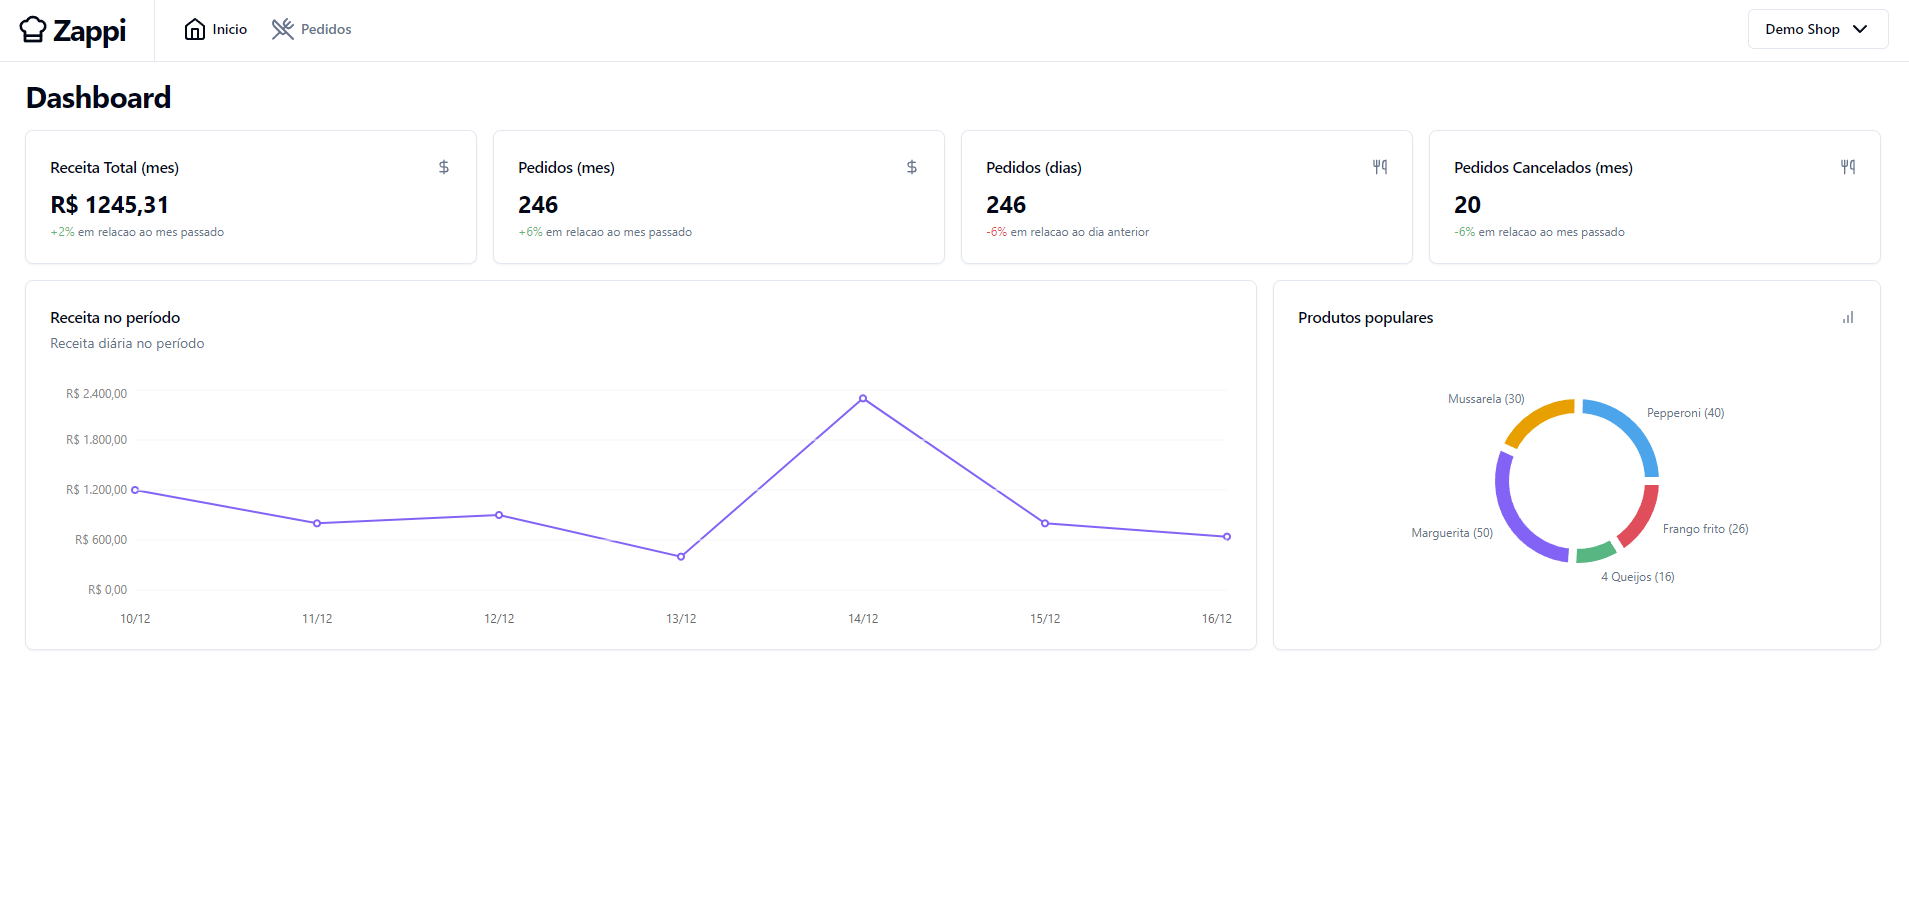 Zappi
Inicio
Pedidos
Demo Shop
Dashboard
Receita Total (mes)
R$ 1245,31
+2% em relacao ao mes passado
Pedidos (mes)
246
+6% em relacao ao mes passado
Pedidos (dias)
246
-6% em relacao ao dia anterior
Pedidos Cancelados (mes)
20
-6% em relacao ao mes passado
Receita no período
Receita diária no período
R$ 2.400,00
R$ 1.800,00
R$ 1.200,00
R$ 600,00
R$ 0,00
10/12
11/12
12/12
13/12
14/12
15/12
16/12
Produtos populares
Mussarela (30)
Pepperoni (40)
Marguerita (50)
Frango frito (26)
4 Queijos (16)